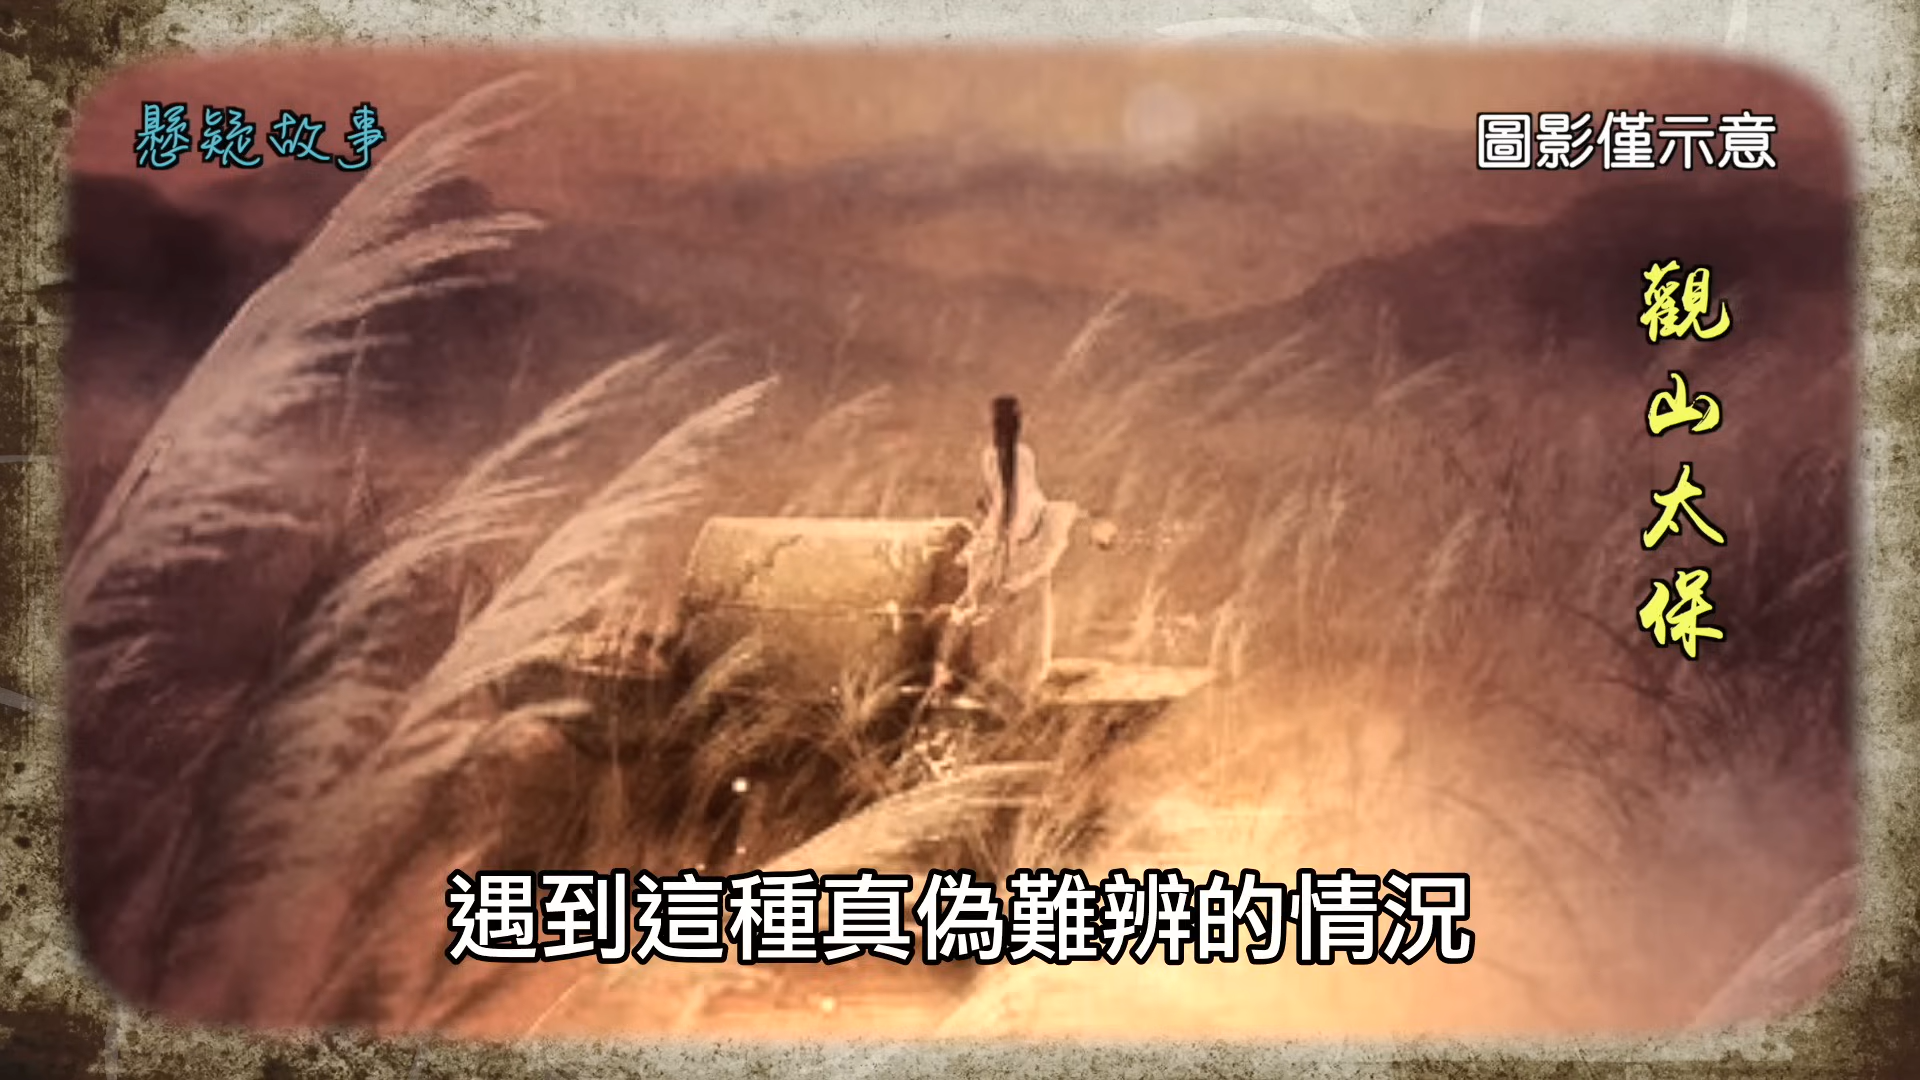 懸疑故事
圖影僅示意
觀山太保
遇到這種真偽難辨的情況